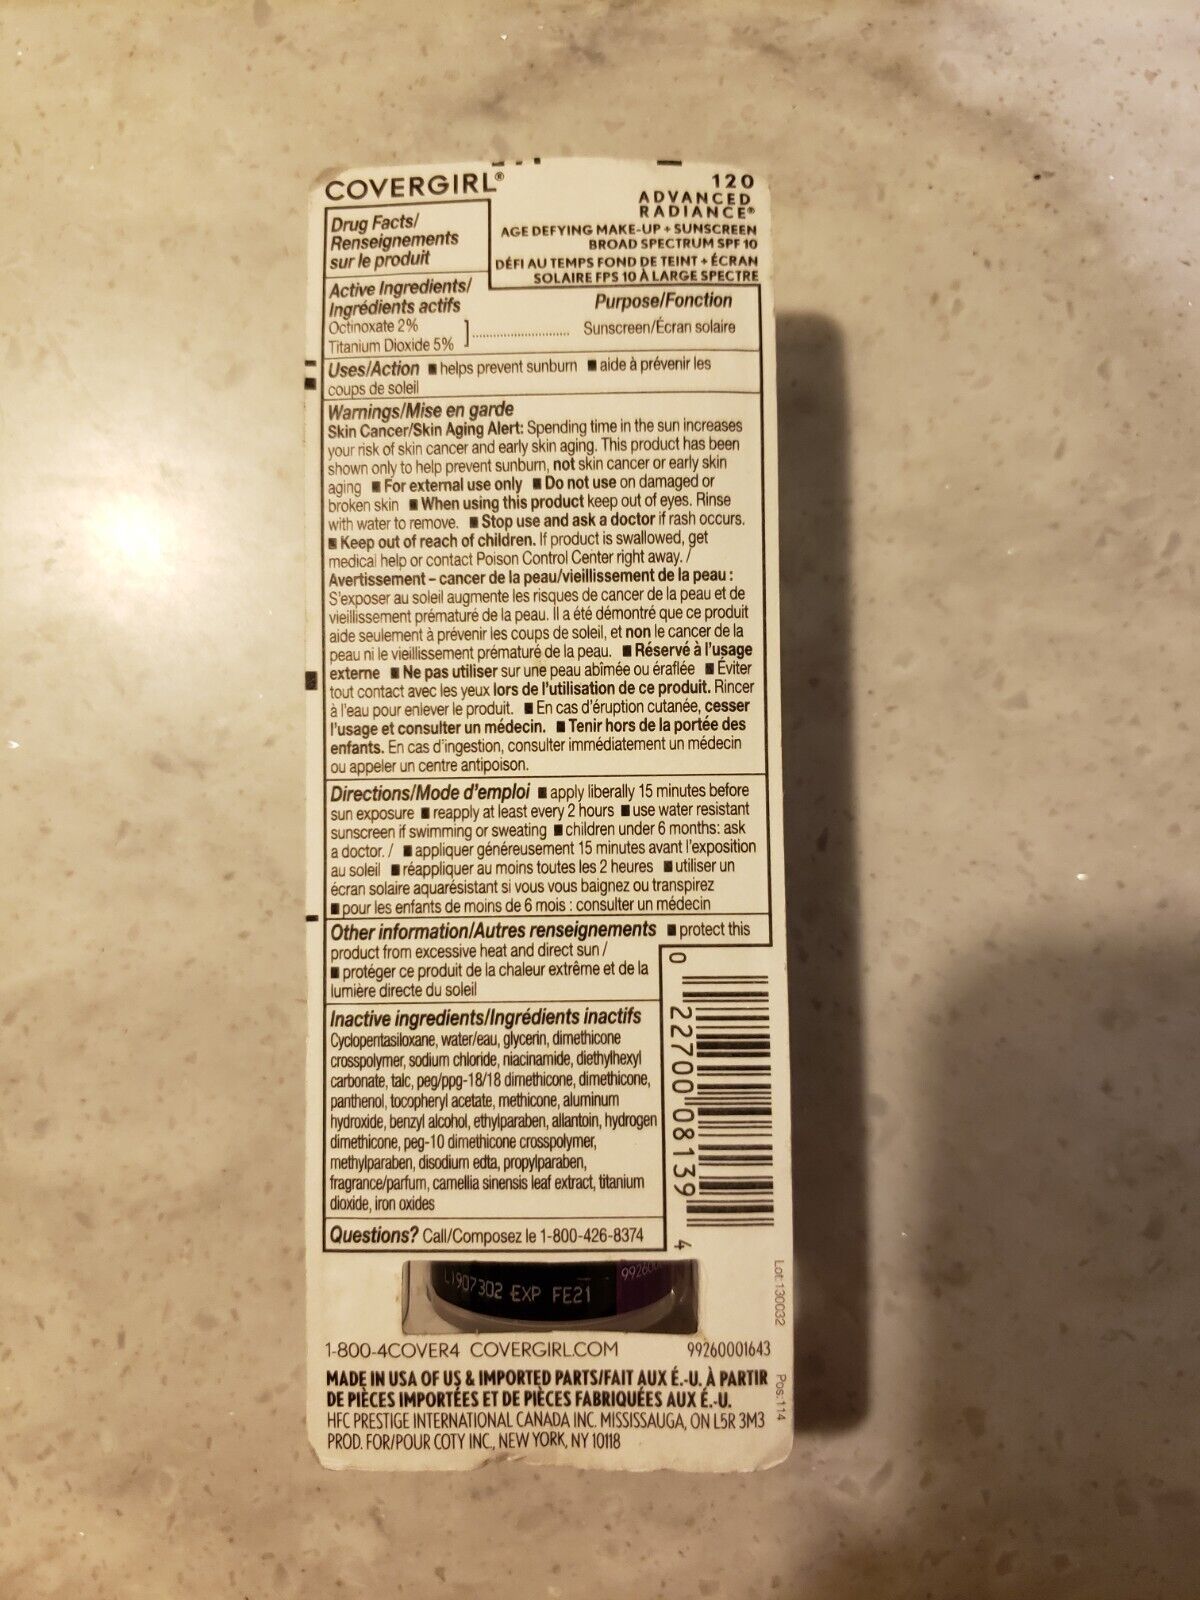 COVERGIRL®
120
ADVANCED
RADIANCE®
AGE DEFYING MAKE-UP + SUNSCREEN
BROAD SPECTRUM SPF 10
DÉFI AU TEMPS FOND DE TEINT + ÉCRAN
SOLAIRE FPS 10 À LARGE SPECTRE
Drug Facts/
Renseignements
sur le produit
Active Ingredients/
Ingrédients actifs
Purpose/Fonction
Octinoxate 2%
Titanium Dioxide 5%
Sunscreen/Écran solaire
Uses/Action ■ helps prevent sunburn ■ aide à prévenir les
coups de soleil
Warnings/Mise en garde
Skin Cancer/Skin Aging Alert: Spending time in the sun increases
your risk of skin cancer and early skin aging. This product has been
shown only to help prevent sunburn, not skin cancer or early skin
aging ■ For external use only ■ Do not use on damaged or
broken skin ■ When using this product keep out of eyes. Rinse
with water to remove. ■ Stop use and ask a doctor if rash occurs.
■ Keep out of reach of children. If product is swallowed, get
medical help or contact Poison Control Center right away. /
Avertissement – cancer de la peau/vieillissement de la peau :
S'exposer au soleil augmente les risques de cancer de la peau et de
vieillissement prématuré de la peau. Il a été démontré que ce produit
aide seulement à prévenir les coups de soleil, et non le cancer de la
peau ni le vieillissement prématuré de la peau. ■ Réservé à l'usage
externe ■ Ne pas utiliser sur une peau abîmée ou éraflée ■ Éviter
tout contact avec les yeux lors de l'utilisation de ce produit. Rincer
à l'eau pour enlever le produit. ■ En cas d'éruption cutanée, cesser
l'usage et consulter un médecin. ■ Tenir hors de la portée des
enfants. En cas d'ingestion, consulter immédiatement un médecin
ou appeler un centre antipoison.
Directions/Mode d'emploi ■ apply liberally 15 minutes before
sun exposure ■ reapply at least every 2 hours ■ use water resistant
sunscreen if swimming or sweating ■ children under 6 months: ask
a doctor. / ■ appliquer généreusement 15 minutes avant l'exposition
au soleil ■ réappliquer au moins toutes les 2 heures ■ utiliser un
écran solaire aquarésistant si vous vous baignez ou transpirez
■ pour les enfants de moins de 6 mois : consulter un médecin
Other information/Autres renseignements ■ protect this
product from excessive heat and direct sun /
■ protéger ce produit de la chaleur extrême et de la
lumière directe du soleil
Inactive ingredients/Ingrédients inactifs
Cyclopentasiloxane, water/eau, glycerin, dimethicone
crosspolymer, sodium chloride, niacinamide, diethylhexyl
carbonate, talc, peg/ppg-18/18 dimethicone, dimethicone,
panthenol, tocopheryl acetate, methicone, aluminum
hydroxide, benzyl alcohol, ethylparaben, allantoin, hydrogen
dimethicone, peg-10 dimethicone crosspolymer,
methylparaben, disodium edta, propylparaben,
fragrance/parfum, camellia sinensis leaf extract, titanium
dioxide, iron oxides
Questions? Call/Composez le 1-800-426-8374
0 22700 08139 4
EXP FE21
Lot:130032
Pos:114
1-800-4COVER4 COVERGIRL.COM
99260001643
MADE IN USA OF US & IMPORTED PARTS/FAIT AUX É.-U. À PARTIR
DE PIÈCES IMPORTÉES ET DE PIÈCES FABRIQUÉES AUX É.-U.
HFC PRESTIGE INTERNATIONAL CANADA INC. MISSISSAUGA, ON L5R 3M3
PROD. FOR/POUR COTY INC., NEW YORK, NY 10118